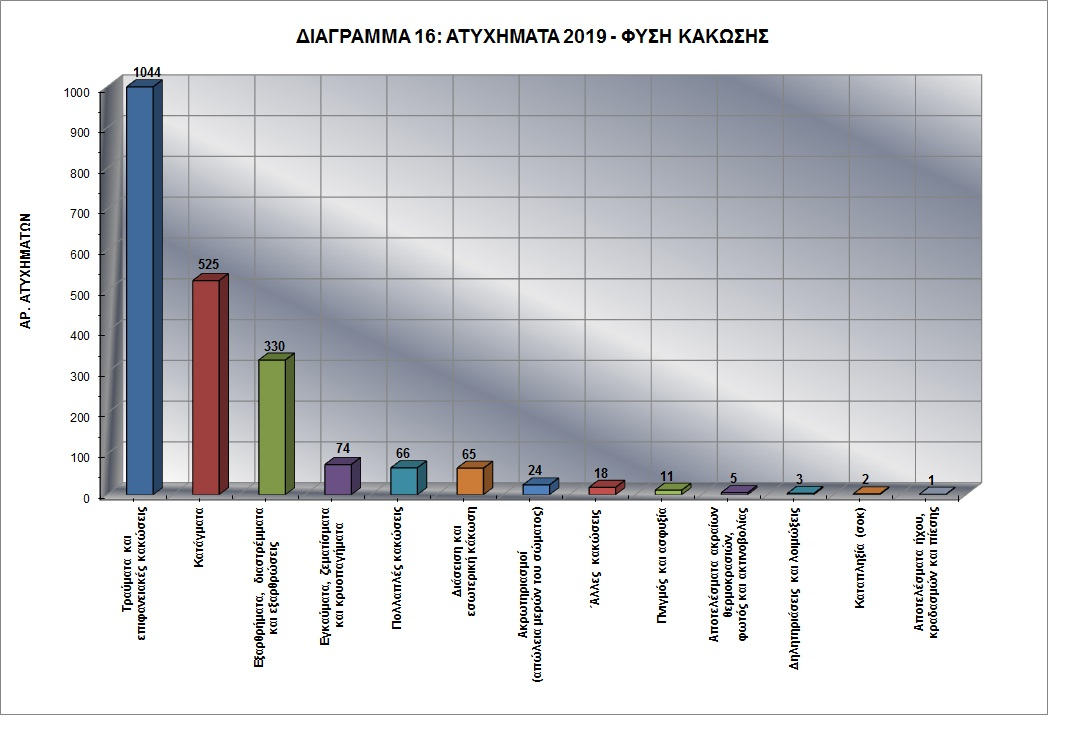 ΔΙΑΓΡΑΜΜΑ 16: ΑΤΥΧΗΜΑΤΑ 2019 - ΦΥΣΗ ΚΑΚΩΣΗΣ
ΑΡ. ΑΤΥΧΗΜΑΤΩΝ
1000
900
800
700
600
500
400
300
200
100
0
1044
525
330
74
66
65
24
18
11
5
3
2
1
Τραύματα και
επιφανειακές κακώσεις
Κατάγματα
Εξαρθρήματα, διαστρέμματα
και εξαρθρώσεις
Εγκαύματα, ζεματίσματα
και κρυοπαγήματα
Πολλαπλές κακώσεις
Διάσειση και
εσωτερική κάκωση
Ακρωτηριασμοί
(απώλεια μερών του σώματος)
Άλλες κακώσεις
Πνιγμός και ασφυξία
Αποτελέσματα ακραίων
θερμοκρασιών,
φωτός και ακτινοβολίας
Δηλητηριάσεις και λοιμώξεις
Καταπληξία (σοκ)
Αποτελέσματα ήχου,
κραδασμών και πίεσης